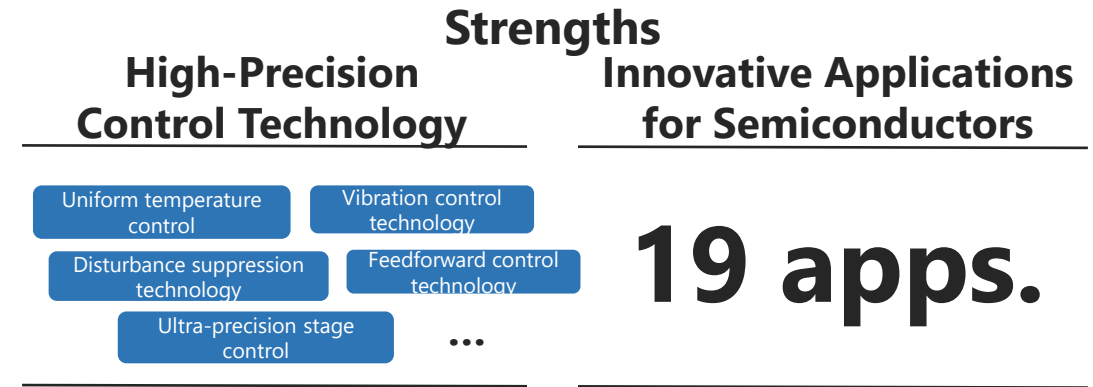 Strengths
High-Precision
Control Technology
Innovative Applications
for Semiconductors
Uniform temperature
control
Vibration control
technology
Disturbance suppression
technology
Feedforward control
technology
Ultra-precision stage
control
...
19 apps.